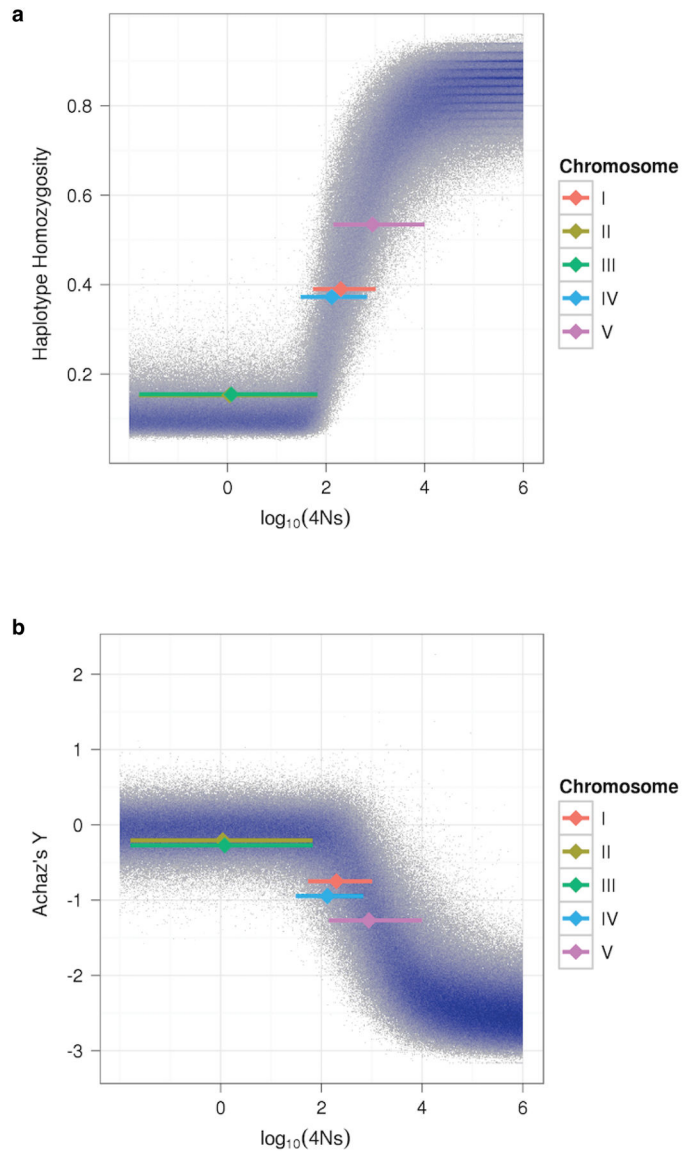 a
Haplotype Homozygosity
0.8
0.6
0.4
0.2
0 2 4 6
log₁₀(4Ns)
Chromosome
I
II
III
IV
V
b
Achaz's Y
2
1
0
-1
-2
-3
0 2 4 6
log₁₀(4Ns)
Chromosome
I
II
III
IV
V